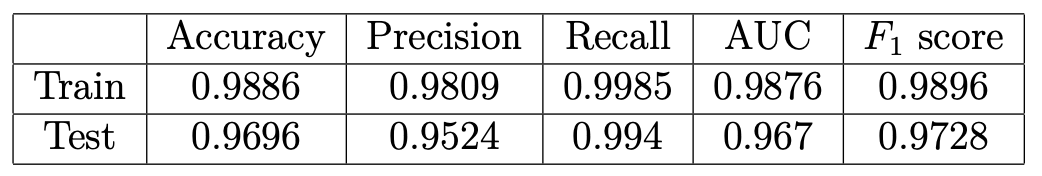 Accuracy Precision Recall AUC F₁ score
Train 0.9886 0.9809 0.9985 0.9876 0.9896
Test 0.9696 0.9524 0.994 0.967 0.9728